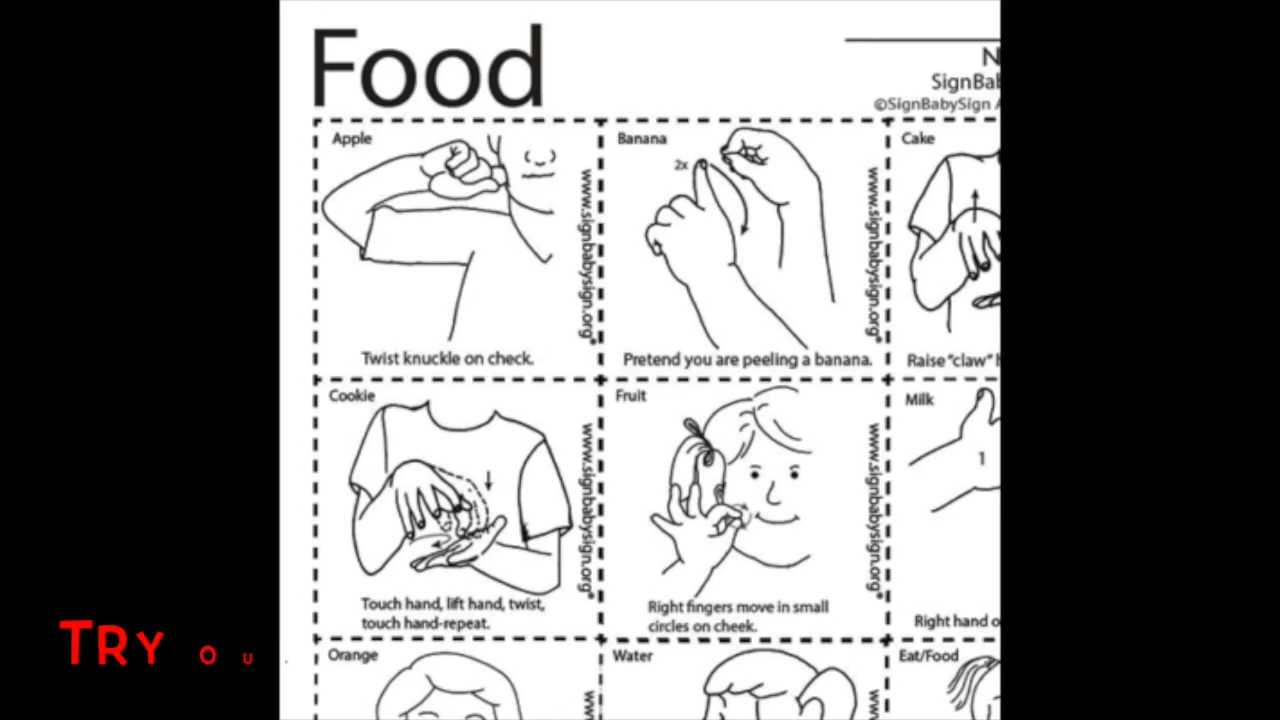 Food
N
SignBab
©SignBabySign A
Apple
www.signbabysign.org®
Twist knuckle on check.
Banana
2x
www.signbabysign.org®
Pretend you are peeling a banana.
Cake
Raise "claw" h
Cookie
www.signbabysign.org®
Touch hand, lift hand, twist,
touch hand-repeat.
Fruit
www.signbabysign.org®
Right fingers move in small
circles on cheek.
Milk
1
Right hand o
Orange
www
Water
www
Eat/Food
TRY OU